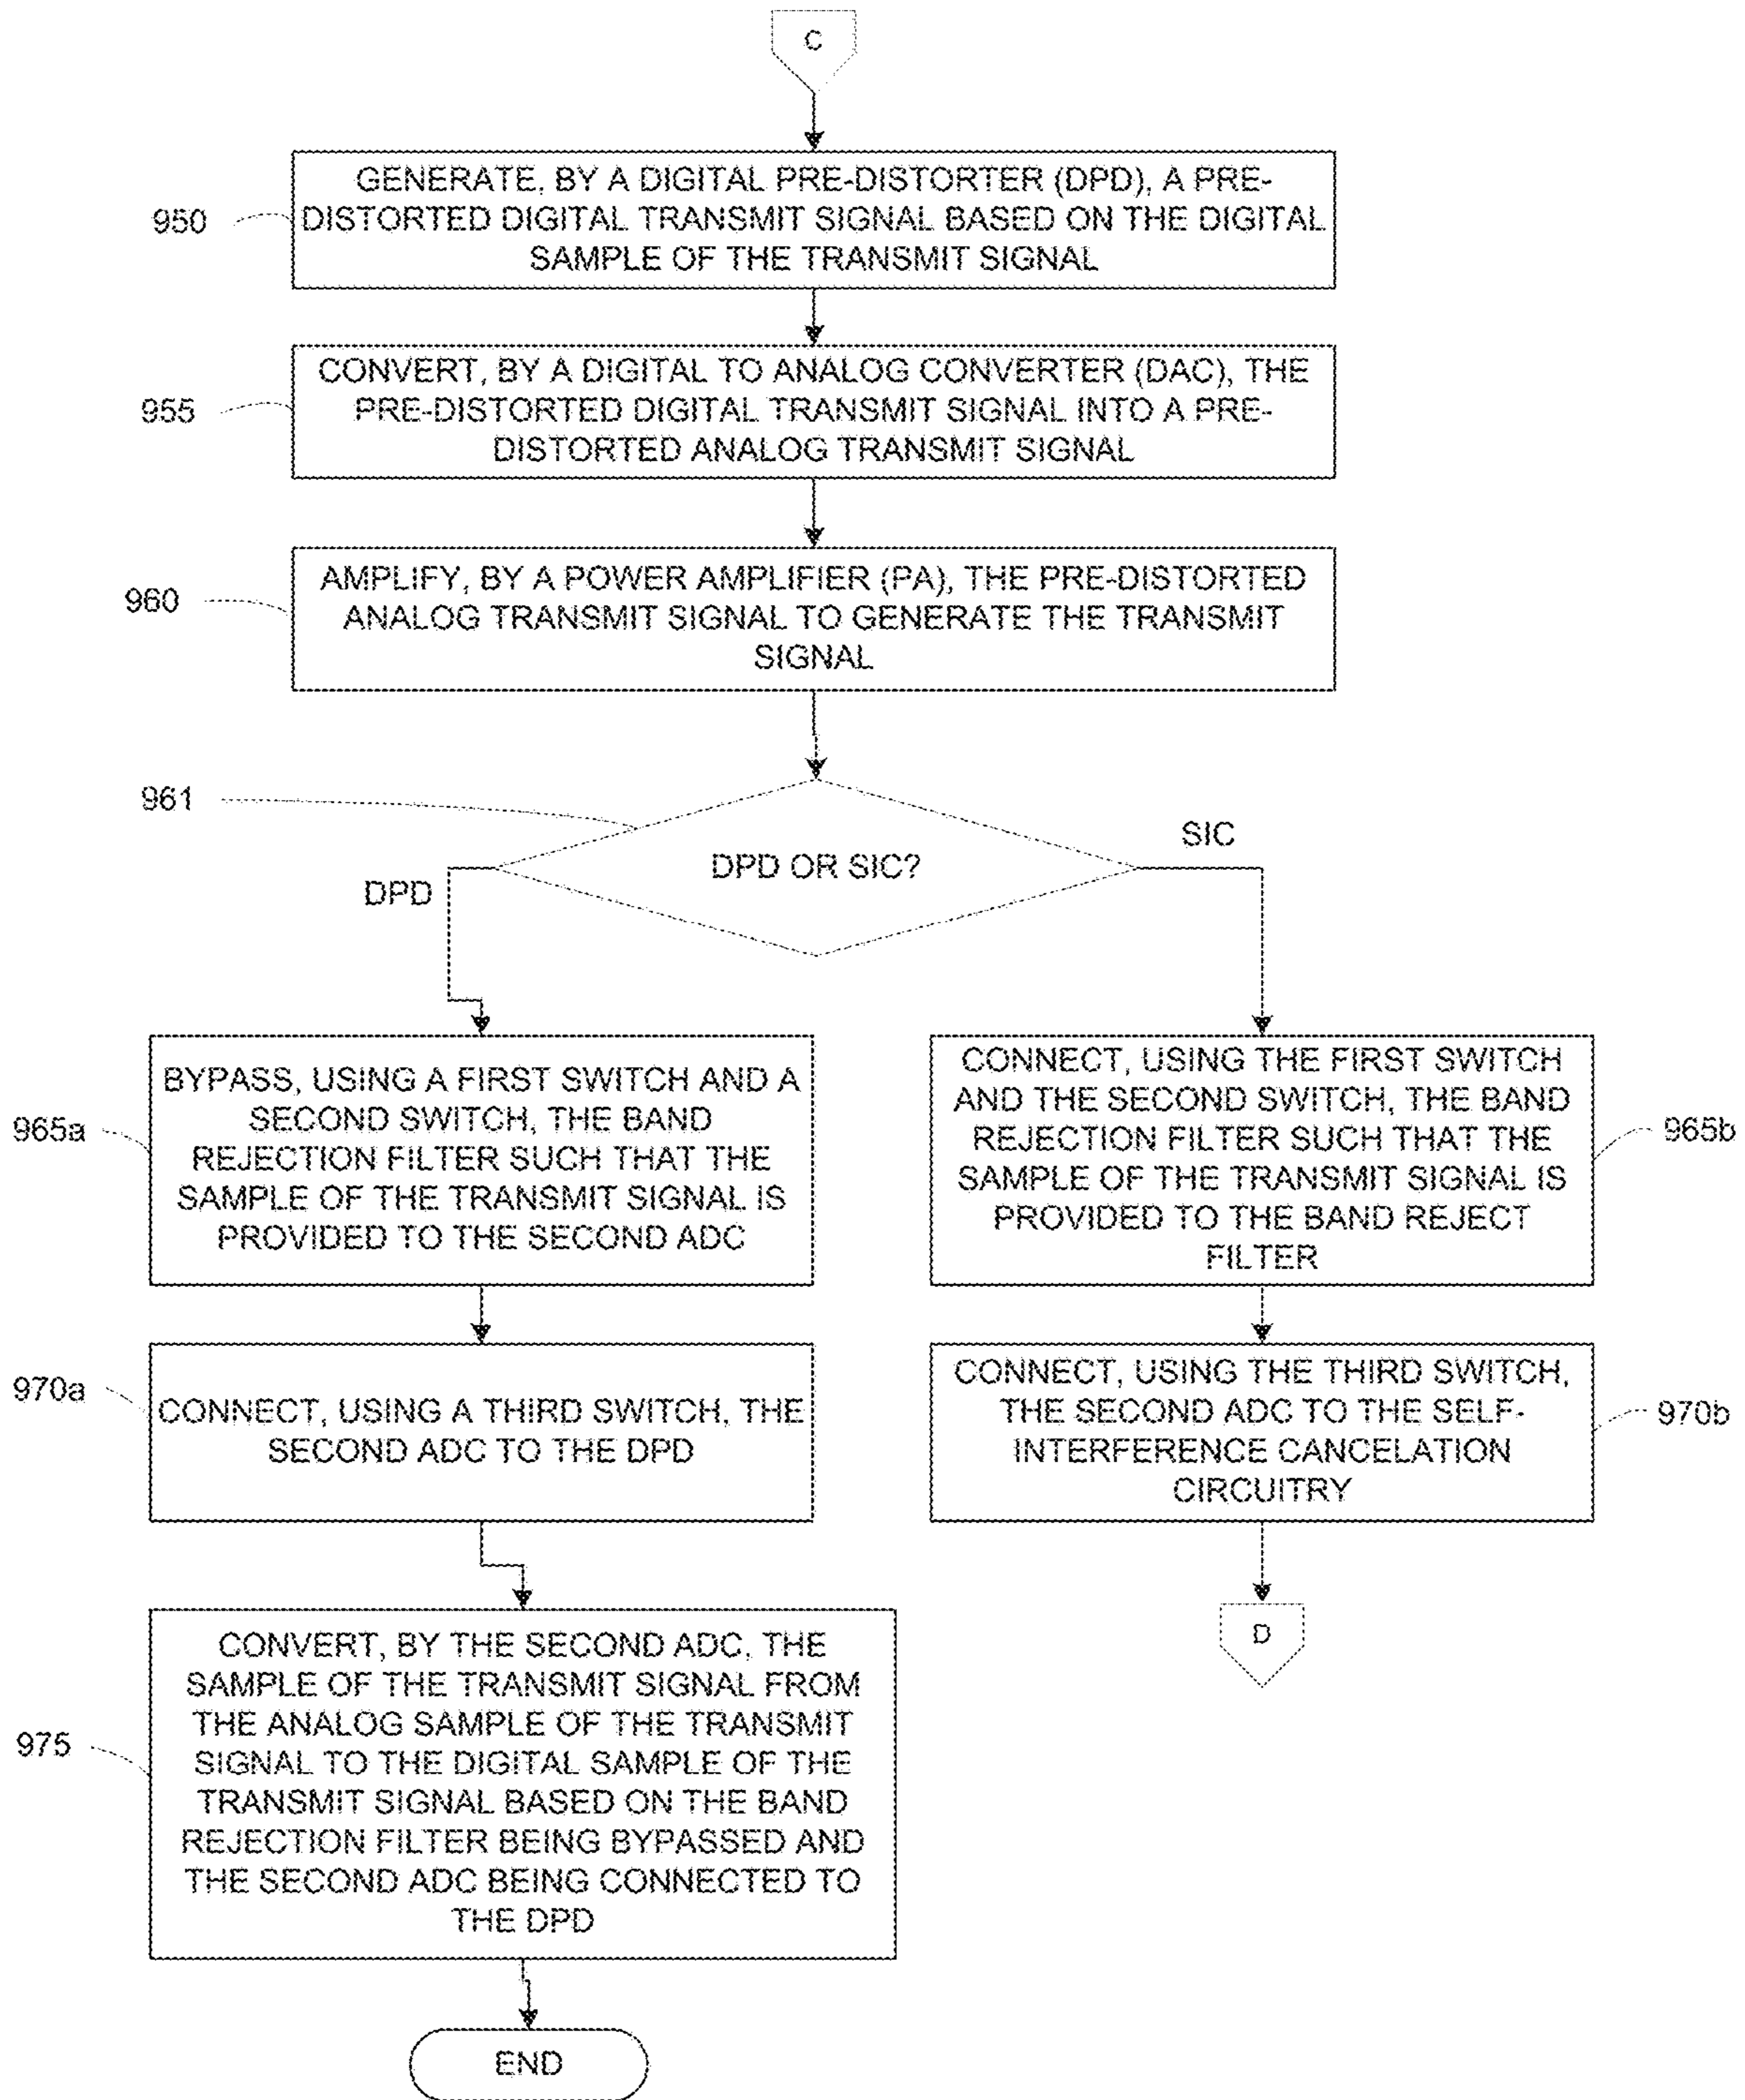 C
950
GENERATE, BY A DIGITAL PRE-DISTORTER (DPD), A PRE-
DISTORTED DIGITAL TRANSMIT SIGNAL BASED ON THE DIGITAL
SAMPLE OF THE TRANSMIT SIGNAL
955
CONVERT, BY A DIGITAL TO ANALOG CONVERTER (DAC), THE
PRE-DISTORTED DIGITAL TRANSMIT SIGNAL INTO A PRE-
DISTORTED ANALOG TRANSMIT SIGNAL
960
AMPLIFY, BY A POWER AMPLIFIER (PA), THE PRE-DISTORTED
ANALOG TRANSMIT SIGNAL TO GENERATE THE TRANSMIT
SIGNAL
961
DPD OR SIC?
DPD
SIC
965a
BYPASS, USING A FIRST SWITCH AND A
SECOND SWITCH, THE BAND
REJECTION FILTER SUCH THAT THE
SAMPLE OF THE TRANSMIT SIGNAL IS
PROVIDED TO THE SECOND ADC
CONNECT, USING THE FIRST SWITCH
AND THE SECOND SWITCH, THE BAND
REJECTION FILTER SUCH THAT THE
SAMPLE OF THE TRANSMIT SIGNAL IS
PROVIDED TO THE BAND REJECT
FILTER
965b
970a
CONNECT, USING A THIRD SWITCH, THE
SECOND ADC TO THE DPD
CONNECT, USING THE THIRD SWITCH,
THE SECOND ADC TO THE SELF-
INTERFERENCE CANCELATION
CIRCUITRY
970b
975
CONVERT, BY THE SECOND ADC, THE
SAMPLE OF THE TRANSMIT SIGNAL FROM
THE ANALOG SAMPLE OF THE TRANSMIT
SIGNAL TO THE DIGITAL SAMPLE OF THE
TRANSMIT SIGNAL BASED ON THE BAND
REJECTION FILTER BEING BYPASSED AND
THE SECOND ADC BEING CONNECTED TO
THE DPD
D
END